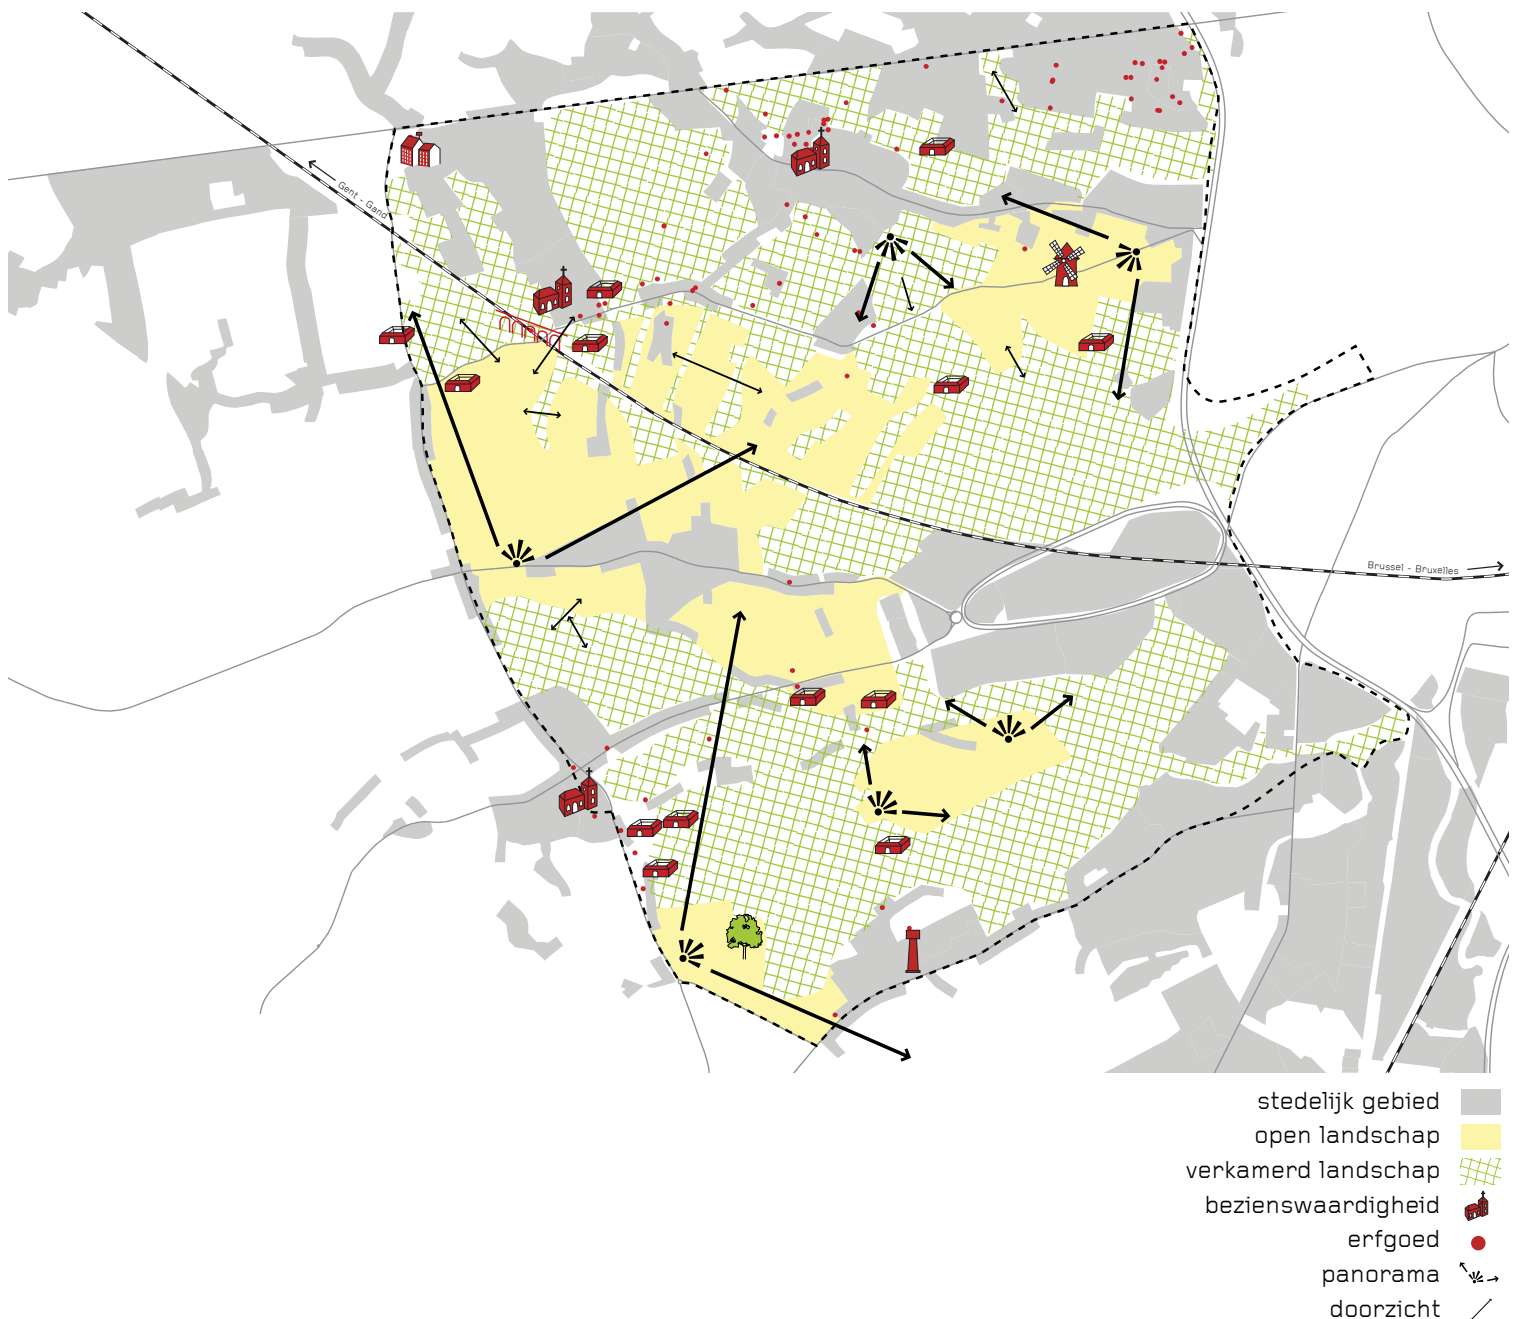 Gent - Gand
Brussel - Bruxelles
stedelijk gebied
open landschap
verkamerd landschap
bezienswaardigheid
erfgoed
panorama
doorzicht